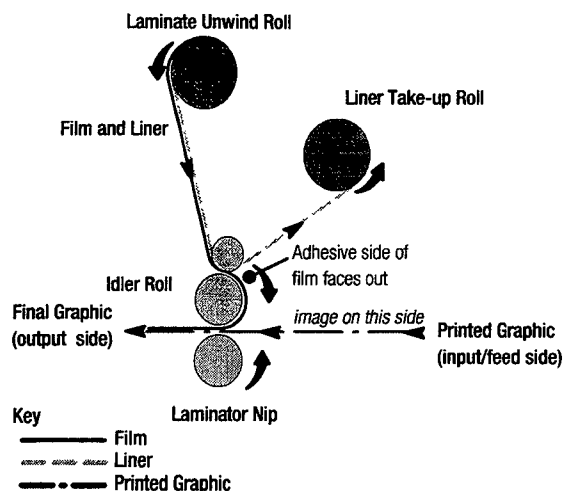 Laminate Unwind Roll
Liner Take-up Roll
Film and Liner
Adhesive side of
film faces out
Idler Roll
Final Graphic
(output side)
image on this side
Printed Graphic
(input/feed side)
Laminator Nip
Key
Film
Liner
Printed Graphic